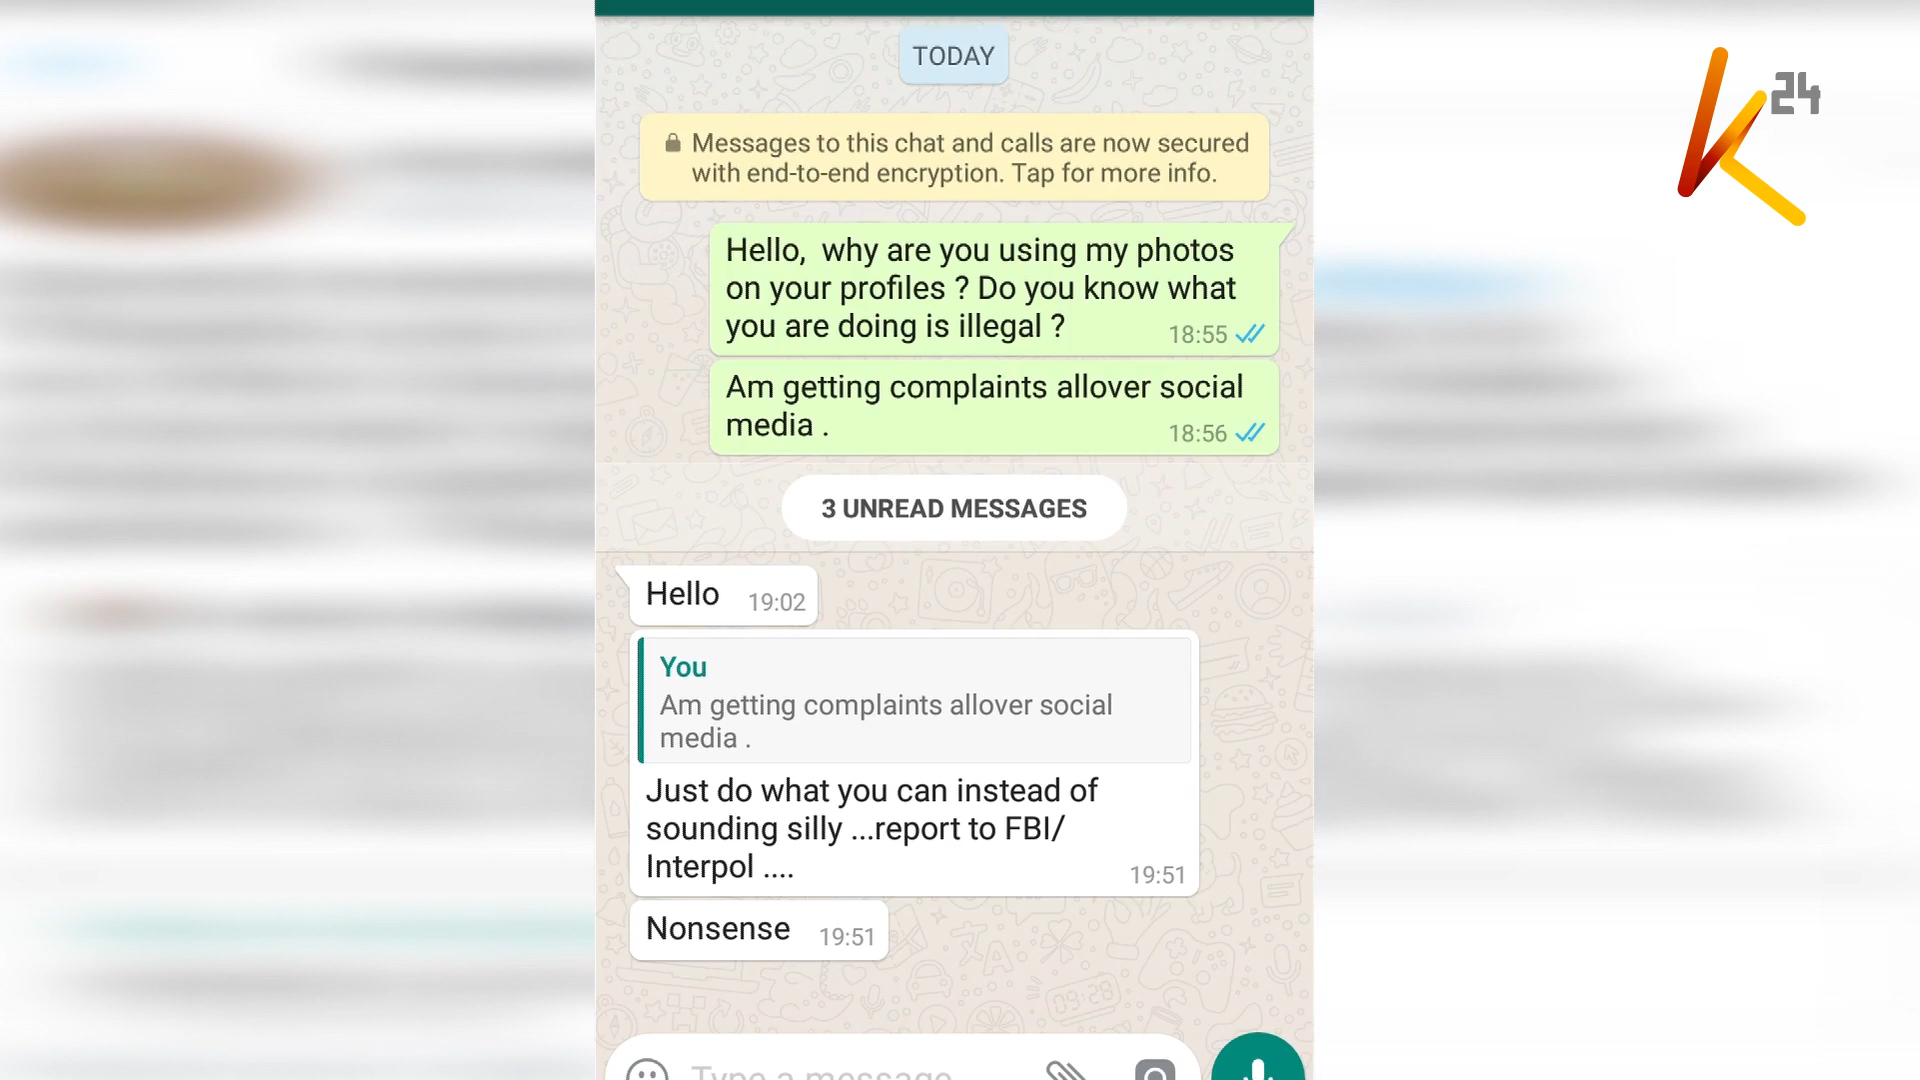 TODAY
24
Messages to this chat and calls are now secured
with end-to-end encryption. Tap for more info.
Hello,  why are you using my photos
on your profiles ? Do you know what
you are doing is illegal ?
18:55
Am getting complaints allover social
media .
18:56
3 UNREAD MESSAGES
Hello 19:02
You
Am getting complaints allover social
media .
Just do what you can instead of
sounding silly ...report to FBI/
Interpol ....
19:51
Nonsense 19:51
Type a message